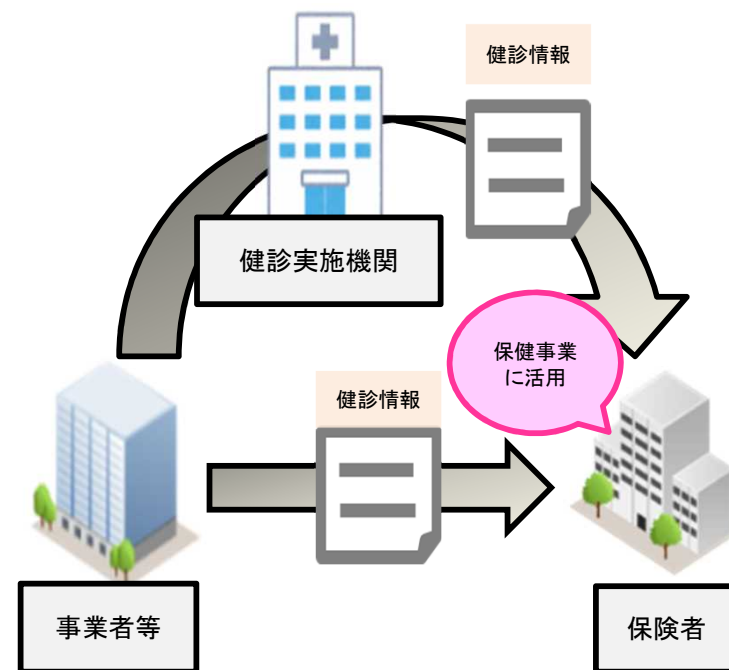 健診情報
健診実施機関
保健事業
に活用
健診情報
事業者等
保険者